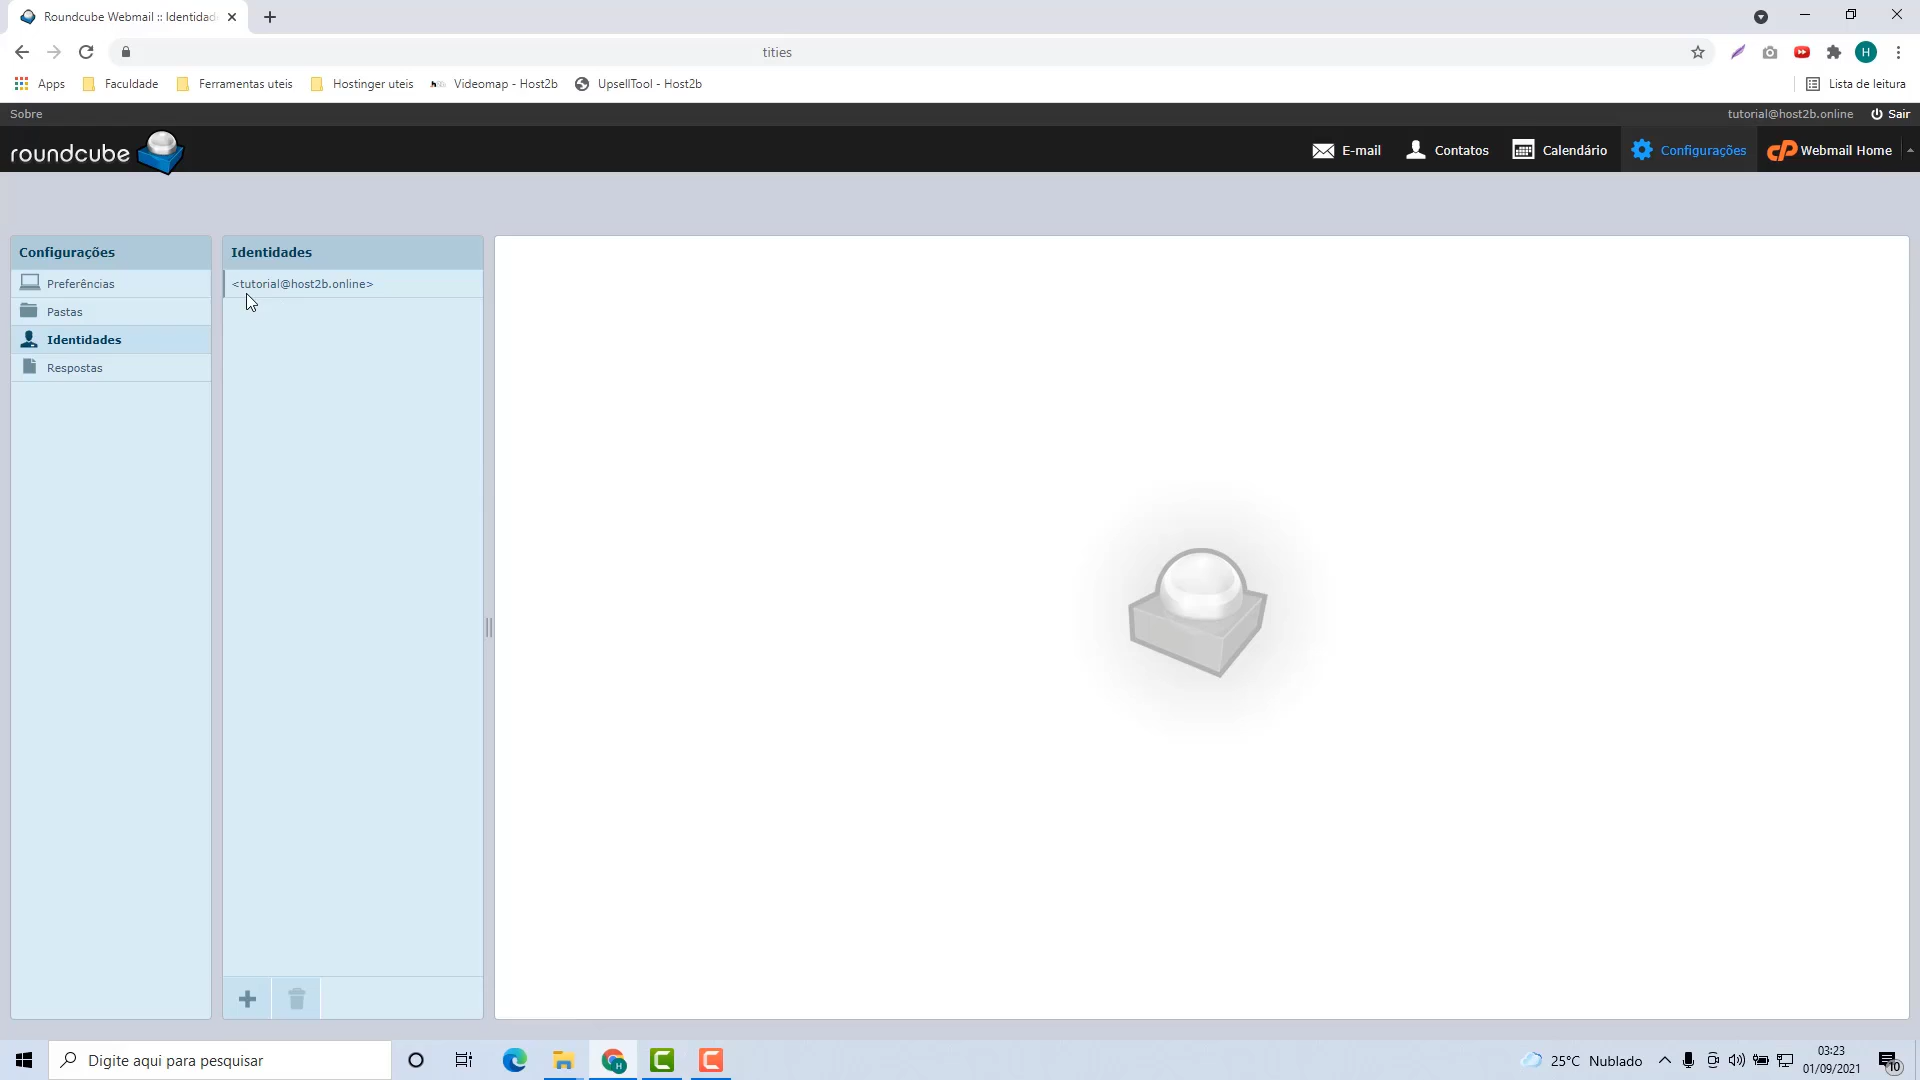 Roundcube Webmail :: Identidad
tities
Apps
Faculdade
Ferramentas uteis
Hostinger uteis
Videomap - Host2b
UpsellTool - Host2b
Lista de leitura
H
Sobre
tutorial@host2b.online
Sair
roundcube
E-mail
Contatos
Calendário
Configurações
cP Webmail Home
Configurações
Preferências
Pastas
Identidades
Respostas
Identidades
<tutorial@host2b.online>
Digite aqui para pesquisar
25°C Nublado
03:23
01/09/2021
10